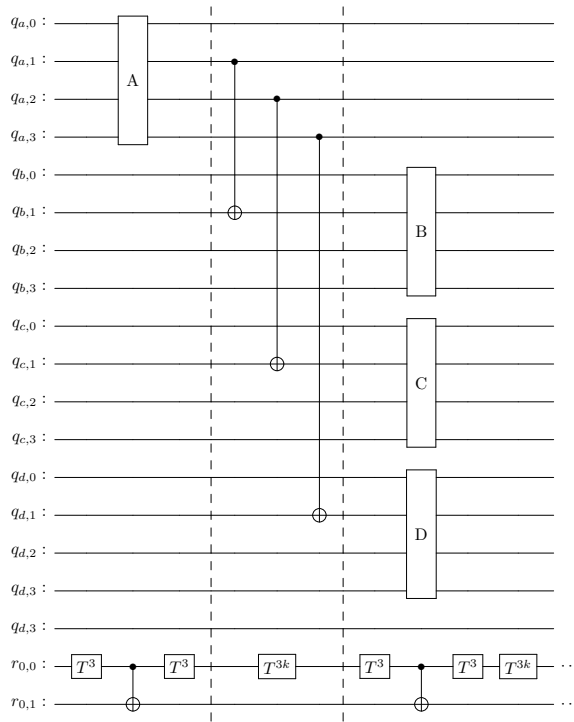 q_{a,0} :
q_{a,1} :
q_{a,2} : A
q_{a,3} :
q_{b,0} :
q_{b,1} : B
q_{b,2} :
q_{b,3} :
q_{c,0} :
q_{c,1} : C
q_{c,2} :
q_{c,3} :
q_{d,0} :
q_{d,1} : D
q_{d,2} :
q_{d,3} :
q_{d,3} :
r_{0,0} : T^3 T^3 T^{3k} T^3 T^3 T^{3k} ···
r_{0,1} : ···